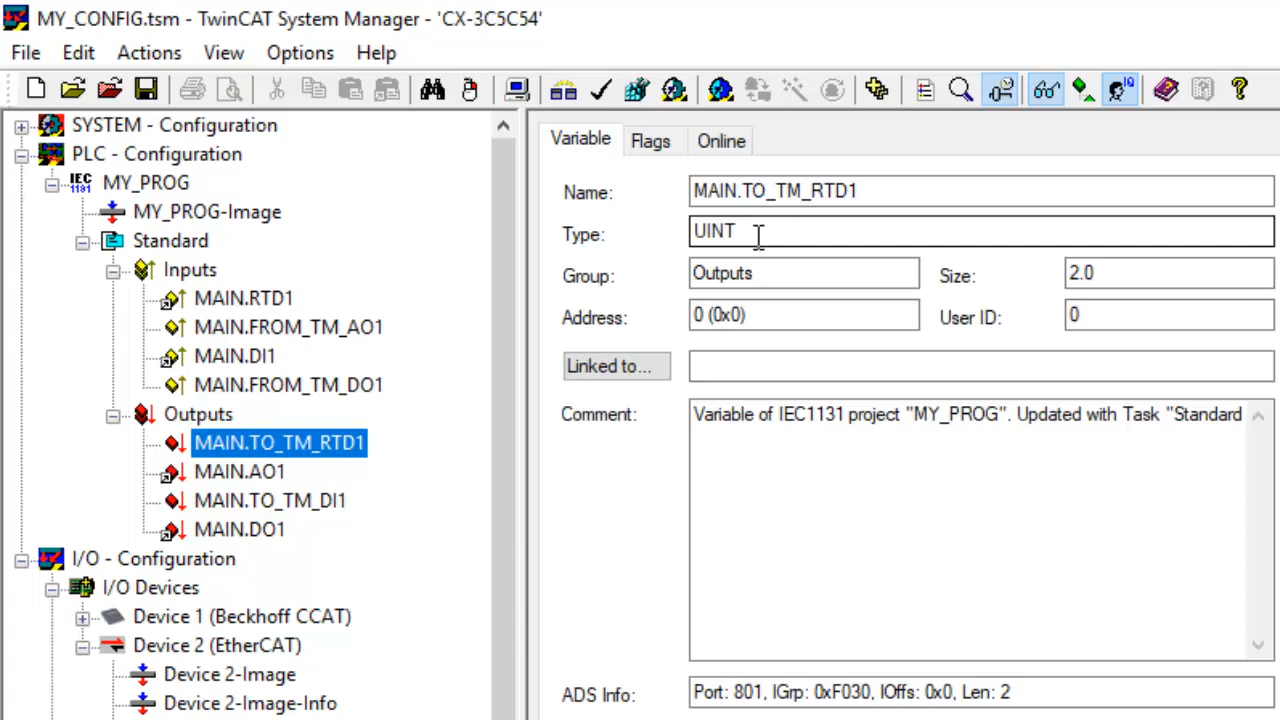 MY_CONFIG.tsm - TwinCAT System Manager - 'CX-3C5C54'
File Edit Actions View Options Help
SYSTEM - Configuration
PLC - Configuration
IEC 1131 MY_PROG
MY_PROG-Image
Standard
Inputs
MAIN.RTD1
MAIN.FROM_TM_AO1
MAIN.DI1
MAIN.FROM_TM_DO1
Outputs
MAIN.TO_TM_RTD1
MAIN.AO1
MAIN.TO_TM_DI1
MAIN.DO1
I/O - Configuration
I/O Devices
Device 1 (Beckhoff CCAT)
Device 2 (EtherCAT)
Device 2-Image
Device 2-Image-Info
Variable Flags Online
Name: MAIN.TO_TM_RTD1
Type: UINT
Group: Outputs Size: 2.0
Address: 0 (0x0) User ID: 0
Linked to...
Comment: Variable of IEC1131 project "MY_PROG". Updated with Task "Standard
ADS Info: Port: 801, IGrp: 0xF030, IOffs: 0x0, Len: 2